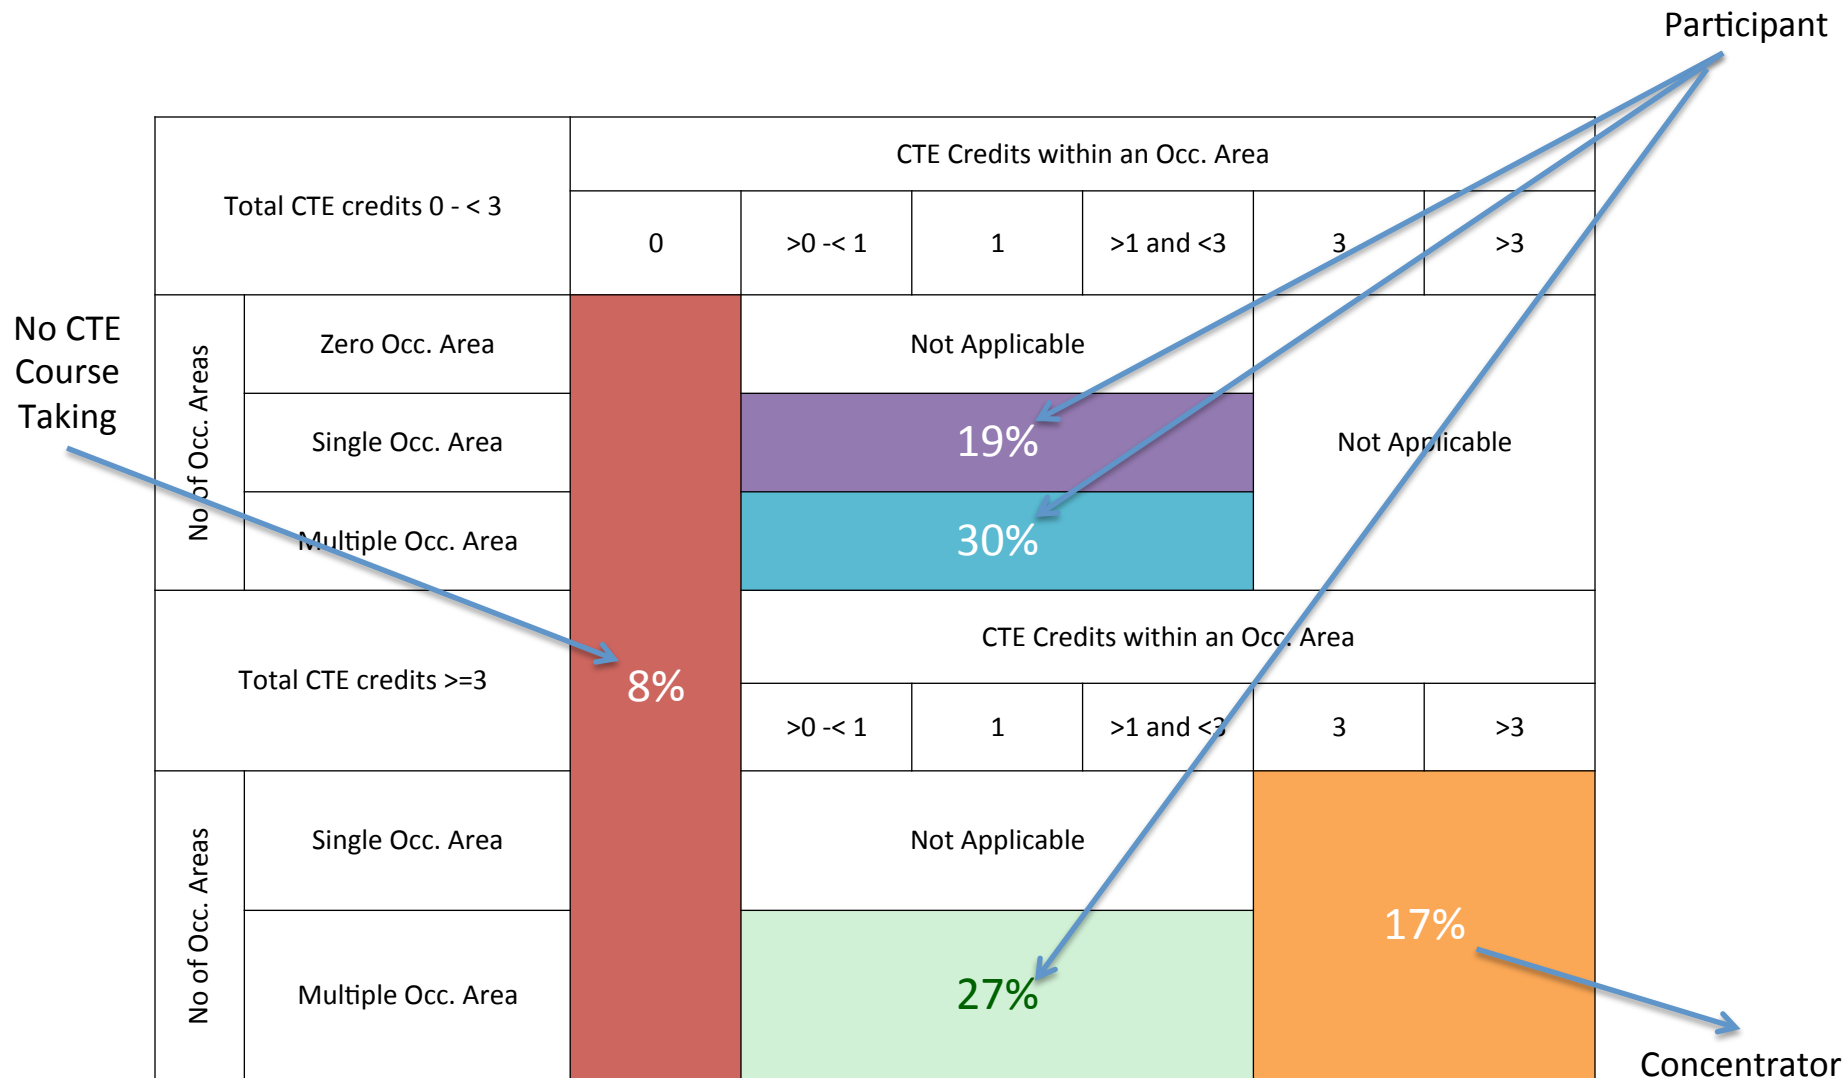 Participant
Total CTE credits 0 - < 3
CTE Credits within an Occ. Area
0
>0 -< 1
1
>1 and <3
3
>3
No CTE
Course
Taking
No of Occ. Areas
Zero Occ. Area
Not Applicable
Single Occ. Area
19%
Not Applicable
Multiple Occ. Area
30%
Total CTE credits >=3
8%
CTE Credits within an Occ. Area
>0 -< 1
1
>1 and <3
3
>3
No of Occ. Areas
Single Occ. Area
Not Applicable
17%
Multiple Occ. Area
27%
Concentrator